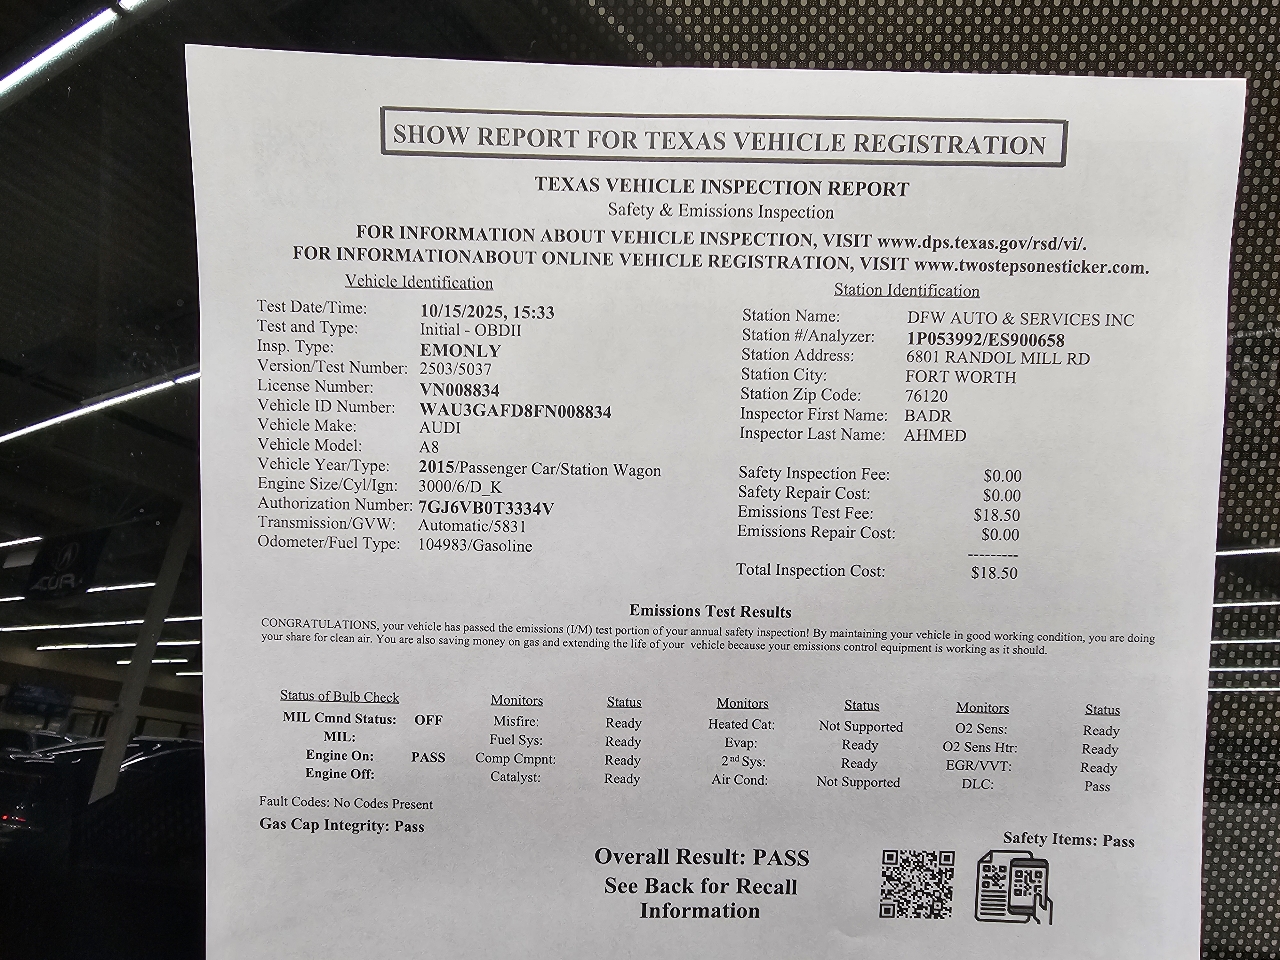 SHOW REPORT FOR TEXAS VEHICLE REGISTRATION
TEXAS VEHICLE INSPECTION REPORT
Safety & Emissions Inspection
FOR INFORMATION ABOUT VEHICLE INSPECTION, VISIT www.dps.texas.gov/rsd/vi/.
FOR INFORMATIONABOUT ONLINE VEHICLE REGISTRATION, VISIT www.twostepsonesticker.com.
Vehicle Identification
Test Date/Time: 10/15/2025, 15:33
Test and Type: Initial - OBDII
Insp. Type: EMONLY
Version/Test Number: 2503/5037
License Number: VN008834
Vehicle ID Number: WAU3GAFD8FN008834
Vehicle Make: AUDI
Vehicle Model: A8
Vehicle Year/Type: 2015/Passenger Car/Station Wagon
Engine Size/Cyl/Ign: 3000/6/D_K
Authorization Number: 7GJ6VB0T3334V
Transmission/GVW: Automatic/5831
Odometer/Fuel Type: 104983/Gasoline
Station Identification
Station Name: DFW AUTO & SERVICES INC
Station #/Analyzer: 1P053992/ES900658
Station Address: 6801 RANDOL MILL RD
Station City: FORT WORTH
Station Zip Code: 76120
Inspector First Name: BADR
Inspector Last Name: AHMED
Safety Inspection Fee: $0.00
Safety Repair Cost: $0.00
Emissions Test Fee: $18.50
Emissions Repair Cost: $0.00
---------
Total Inspection Cost: $18.50
Emissions Test Results
CONGRATULATIONS, your vehicle has passed the emissions (I/M) test portion of your annual safety inspection! By maintaining your vehicle in good working condition, you are doing
your share for clean air. You are also saving money on gas and extending the life of your vehicle because your emissions control equipment is working as it should.
Status of Bulb Check Monitors Status Monitors Status Monitors Status
MIL Cmnd Status: OFF Misfire: Ready Heated Cat: Not Supported O2 Sens: Ready
MIL: Fuel Sys: Ready Evap: Ready O2 Sens Htr: Ready
Engine On: PASS Comp Cmpnt: Ready 2nd Sys: Ready EGR/VVT: Ready
Engine Off: Catalyst: Ready Air Cond: Not Supported DLC: Pass
Fault Codes: No Codes Present
Gas Cap Integrity: Pass
Safety Items: Pass
Overall Result: PASS
See Back for Recall
Information